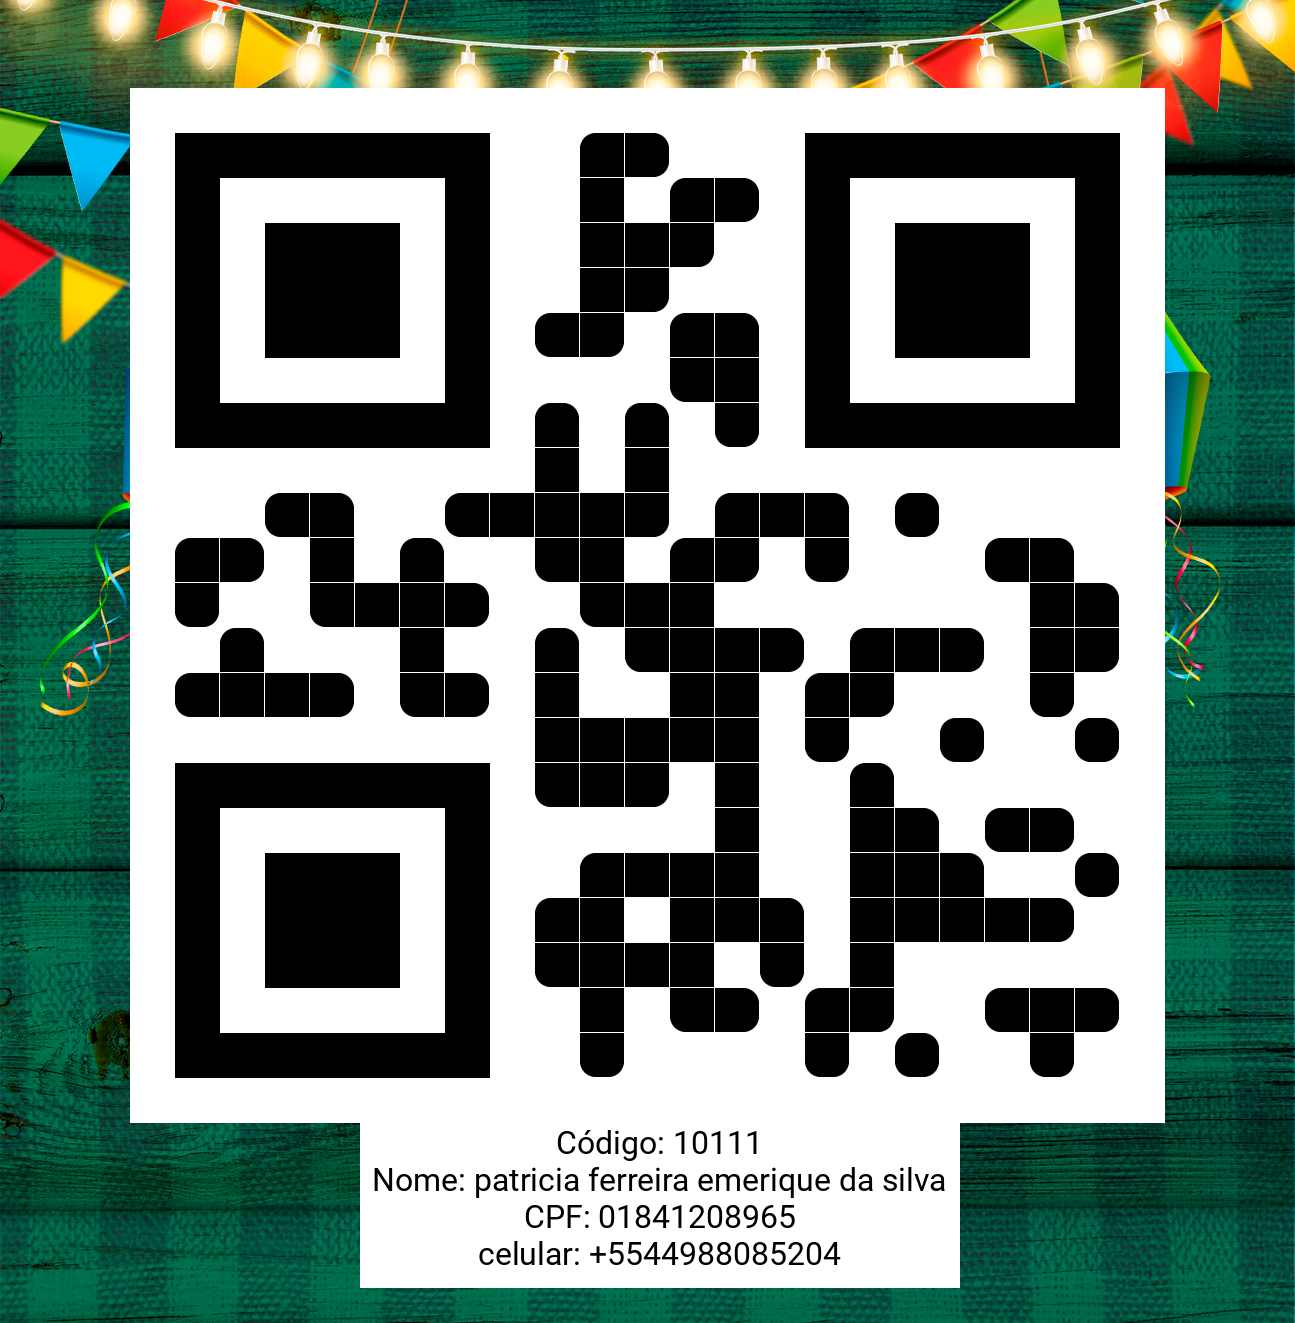 Código: 10111
Nome: patricia ferreira emerique da silva
CPF: 01841208965
celular: +5544988085204